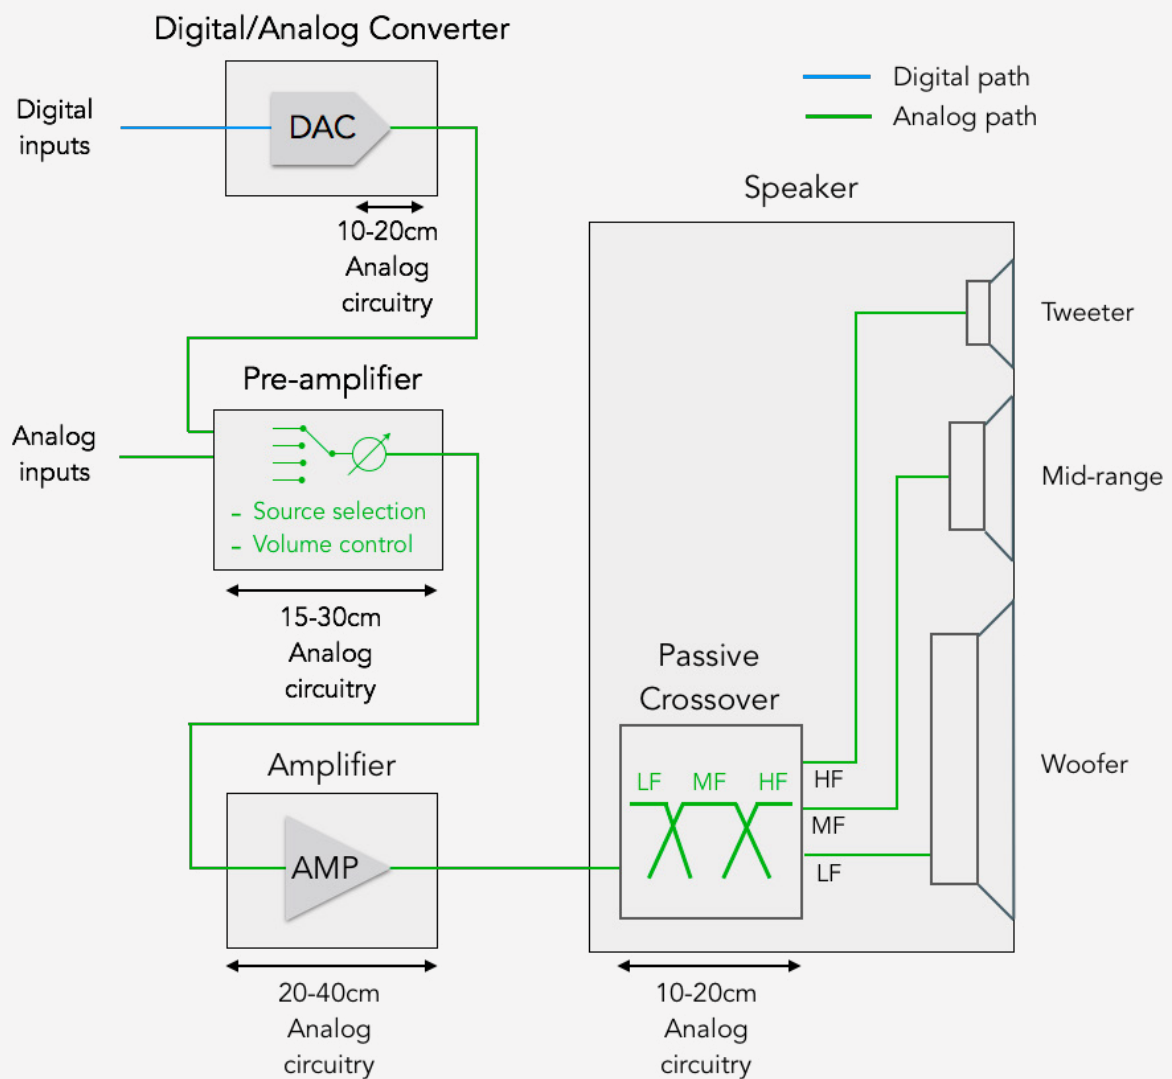 Digital/Analog Converter
Digital path
Analog path
Digital
inputs
DAC
10-20cm
Analog
circuitry
Speaker
Tweeter
Pre-amplifier
Analog
inputs
- Source selection
- Volume control
Mid-range
15-30cm
Analog
circuitry
Passive
Crossover
Amplifier
AMP
LF MF HF
HF
MF
LF
Woofer
20-40cm
Analog
circuitry
10-20cm
Analog
circuitry